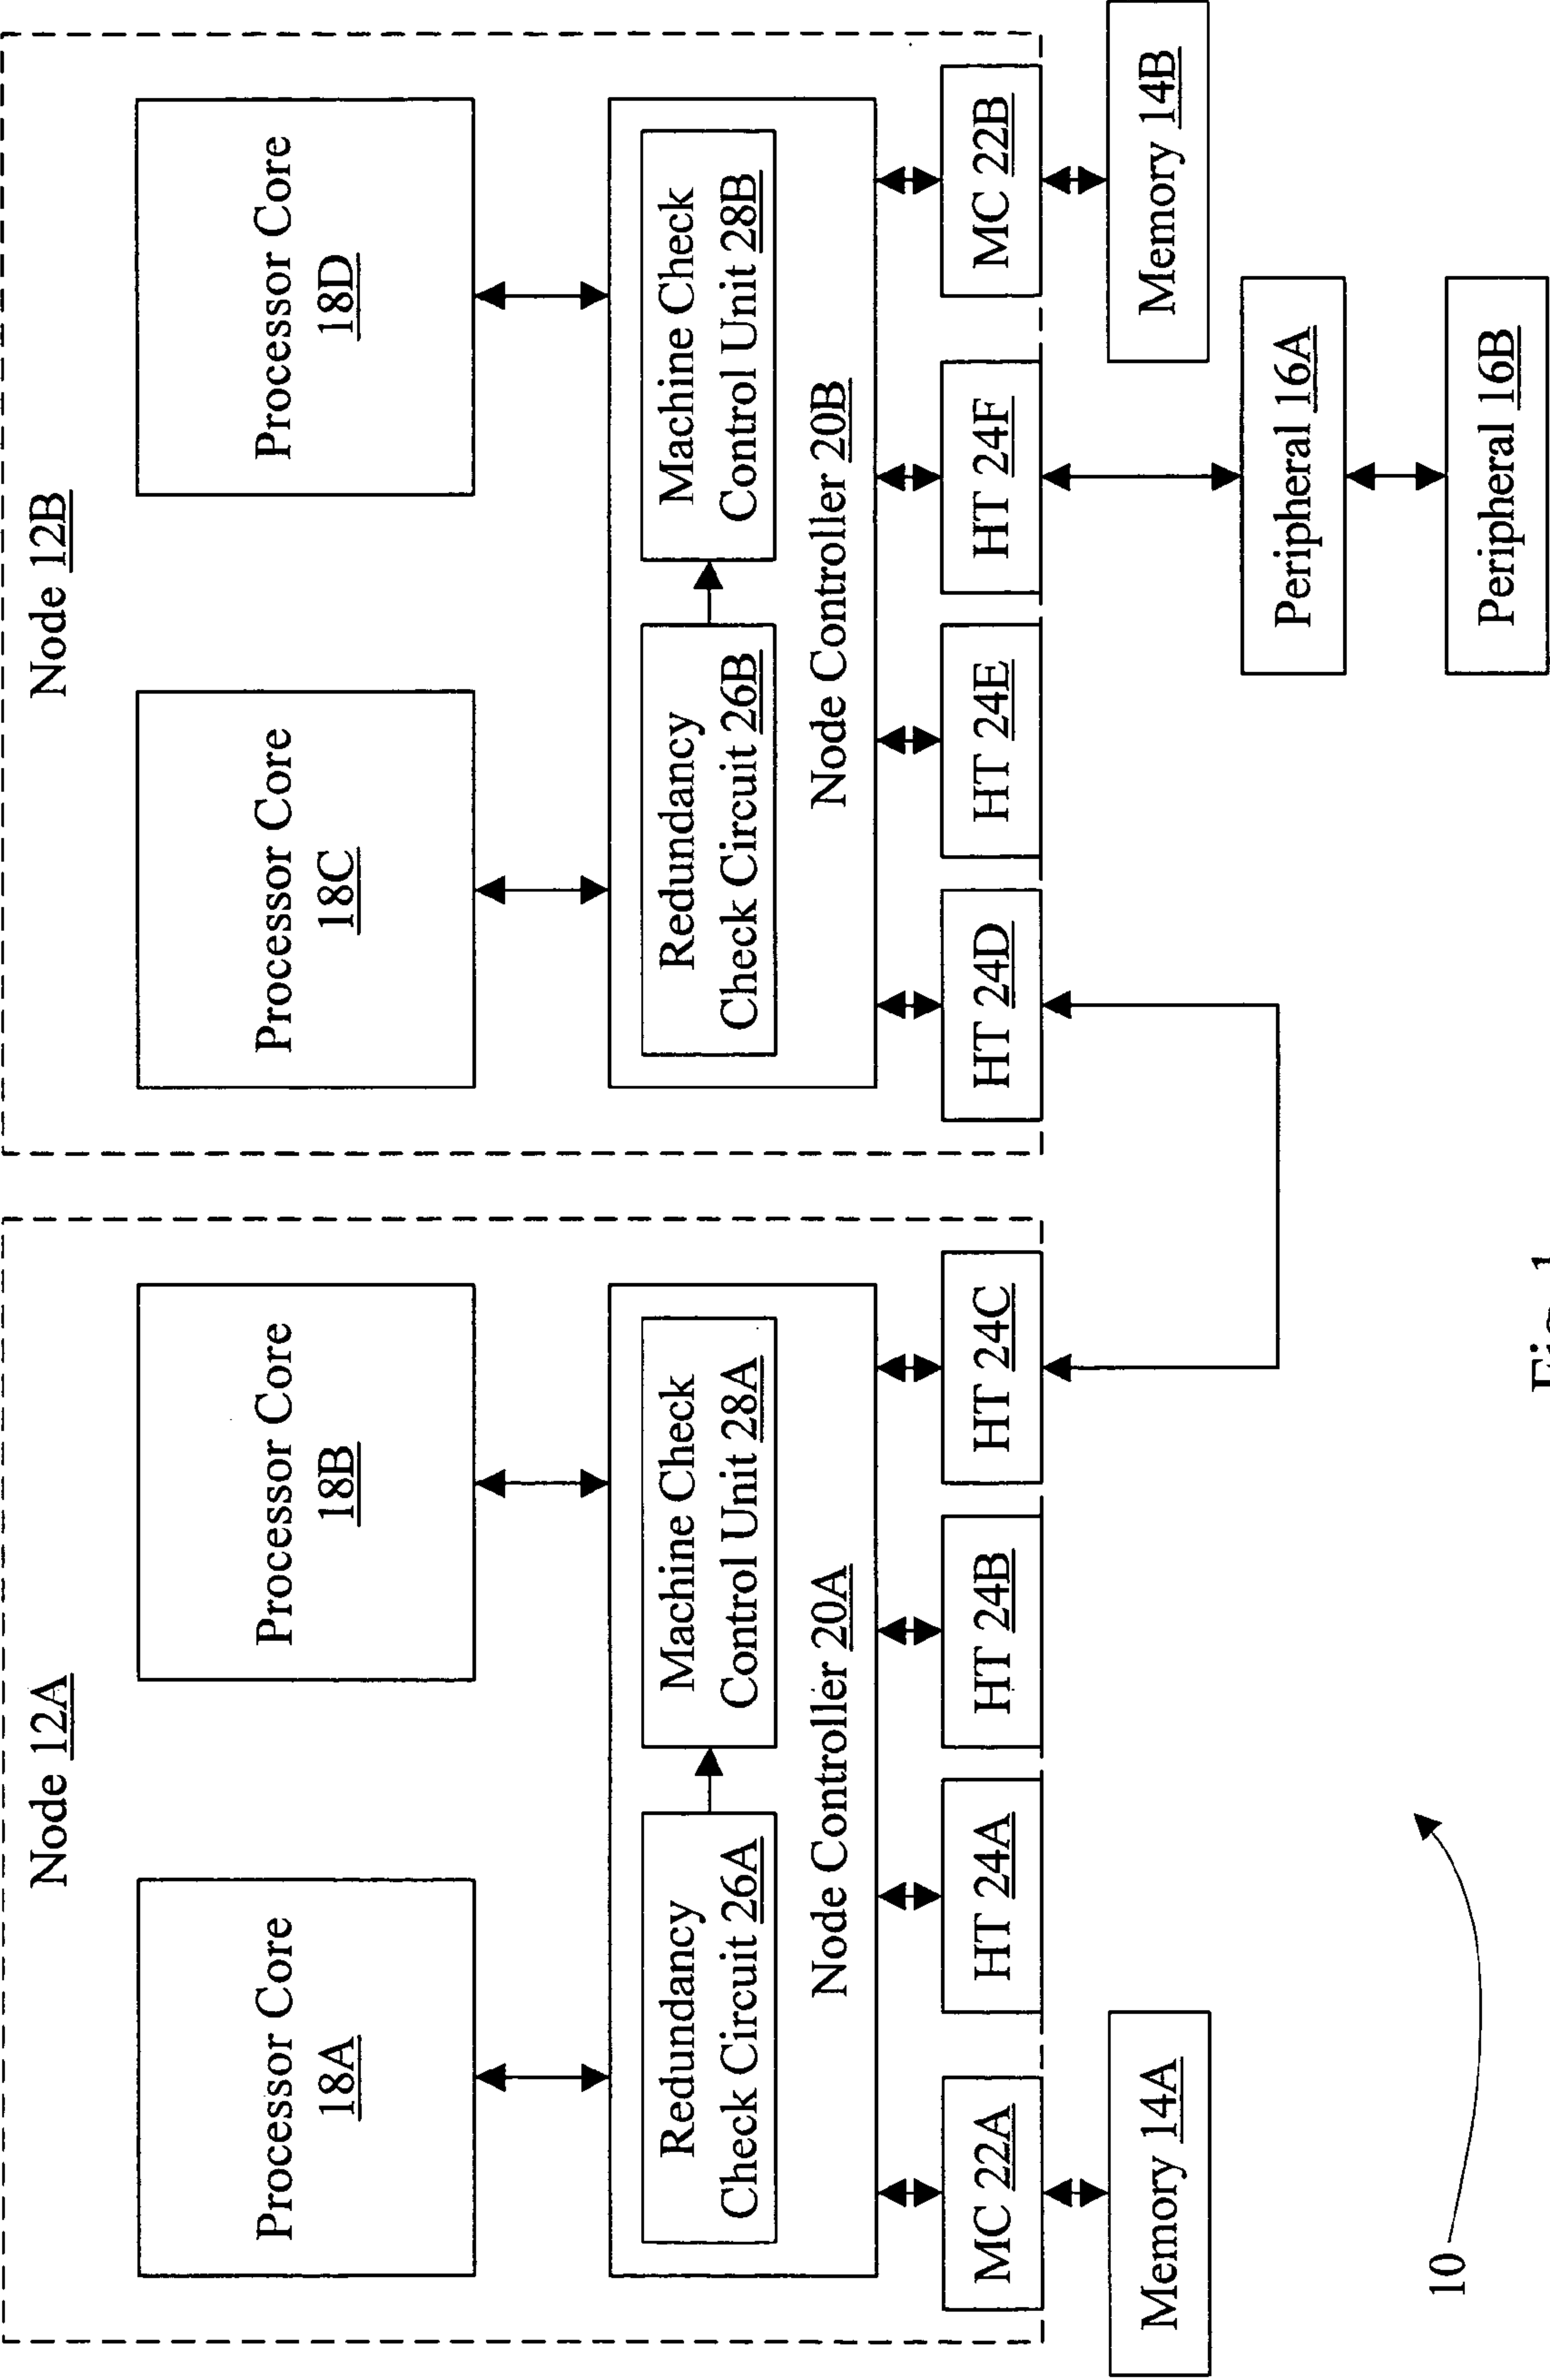 Node 12A
Processor Core
18A
Processor Core
18B
Redundancy
Check Circuit 26A
Machine Check
Control Unit 28A
Node Controller 20A
MC 22A
HT 24A
HT 24B
HT 24C
Memory 14A
Node 12B
Processor Core
18C
Processor Core
18D
Redundancy
Check Circuit 26B
Machine Check
Control Unit 28B
Node Controller 20B
HT 24D
HT 24E
HT 24F
MC 22B
Memory 14B
Peripheral 16A
Peripheral 16B
10